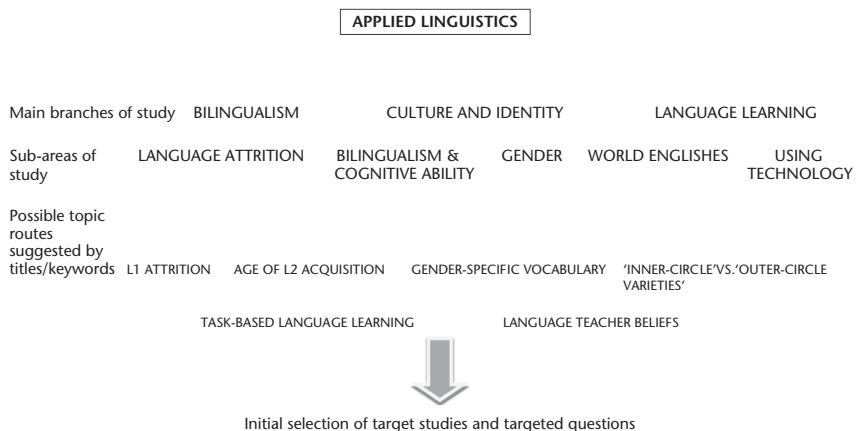 APPLIED LINGUISTICS
Main branches of study BILINGUALISM CULTURE AND IDENTITY LANGUAGE LEARNING
Sub-areas of study LANGUAGE ATTRITION BILINGUALISM & COGNITIVE ABILITY GENDER WORLD ENGLISHES USING TECHNOLOGY
Possible topic
routes
suggested by
titles/keywords L1 ATTRITION AGE OF L2 ACQUISITION GENDER-SPECIFIC VOCABULARY 'INNER-CIRCLE'VS.'OUTER-CIRCLE
VARIETIES'
TASK-BASED LANGUAGE LEARNING LANGUAGE TEACHER BELIEFS
Initial selection of target studies and targeted questions